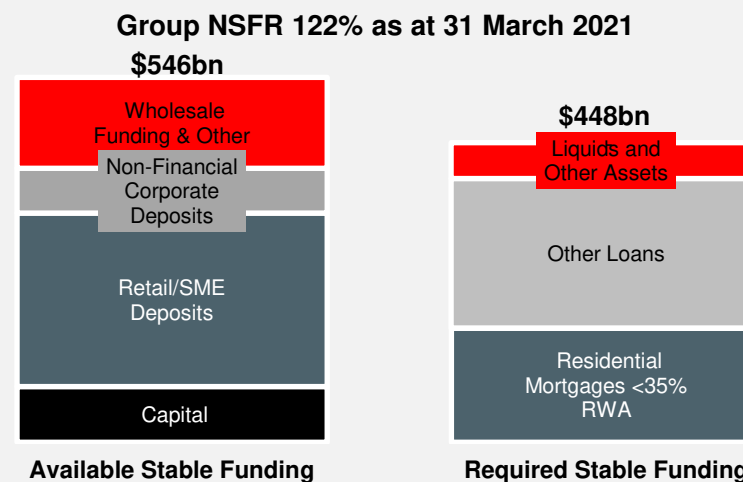 Group NSFR 122% as at 31 March 2021
$546bn
Wholesale
Funding & Other
Non-Financial
Corporate
Deposits
Retail/SME
Deposits
Capital
Available Stable Funding
$448bn
Liquids and
Other Assets
Other Loans
Residential
Mortgages <35%
RWA
Required Stable Funding